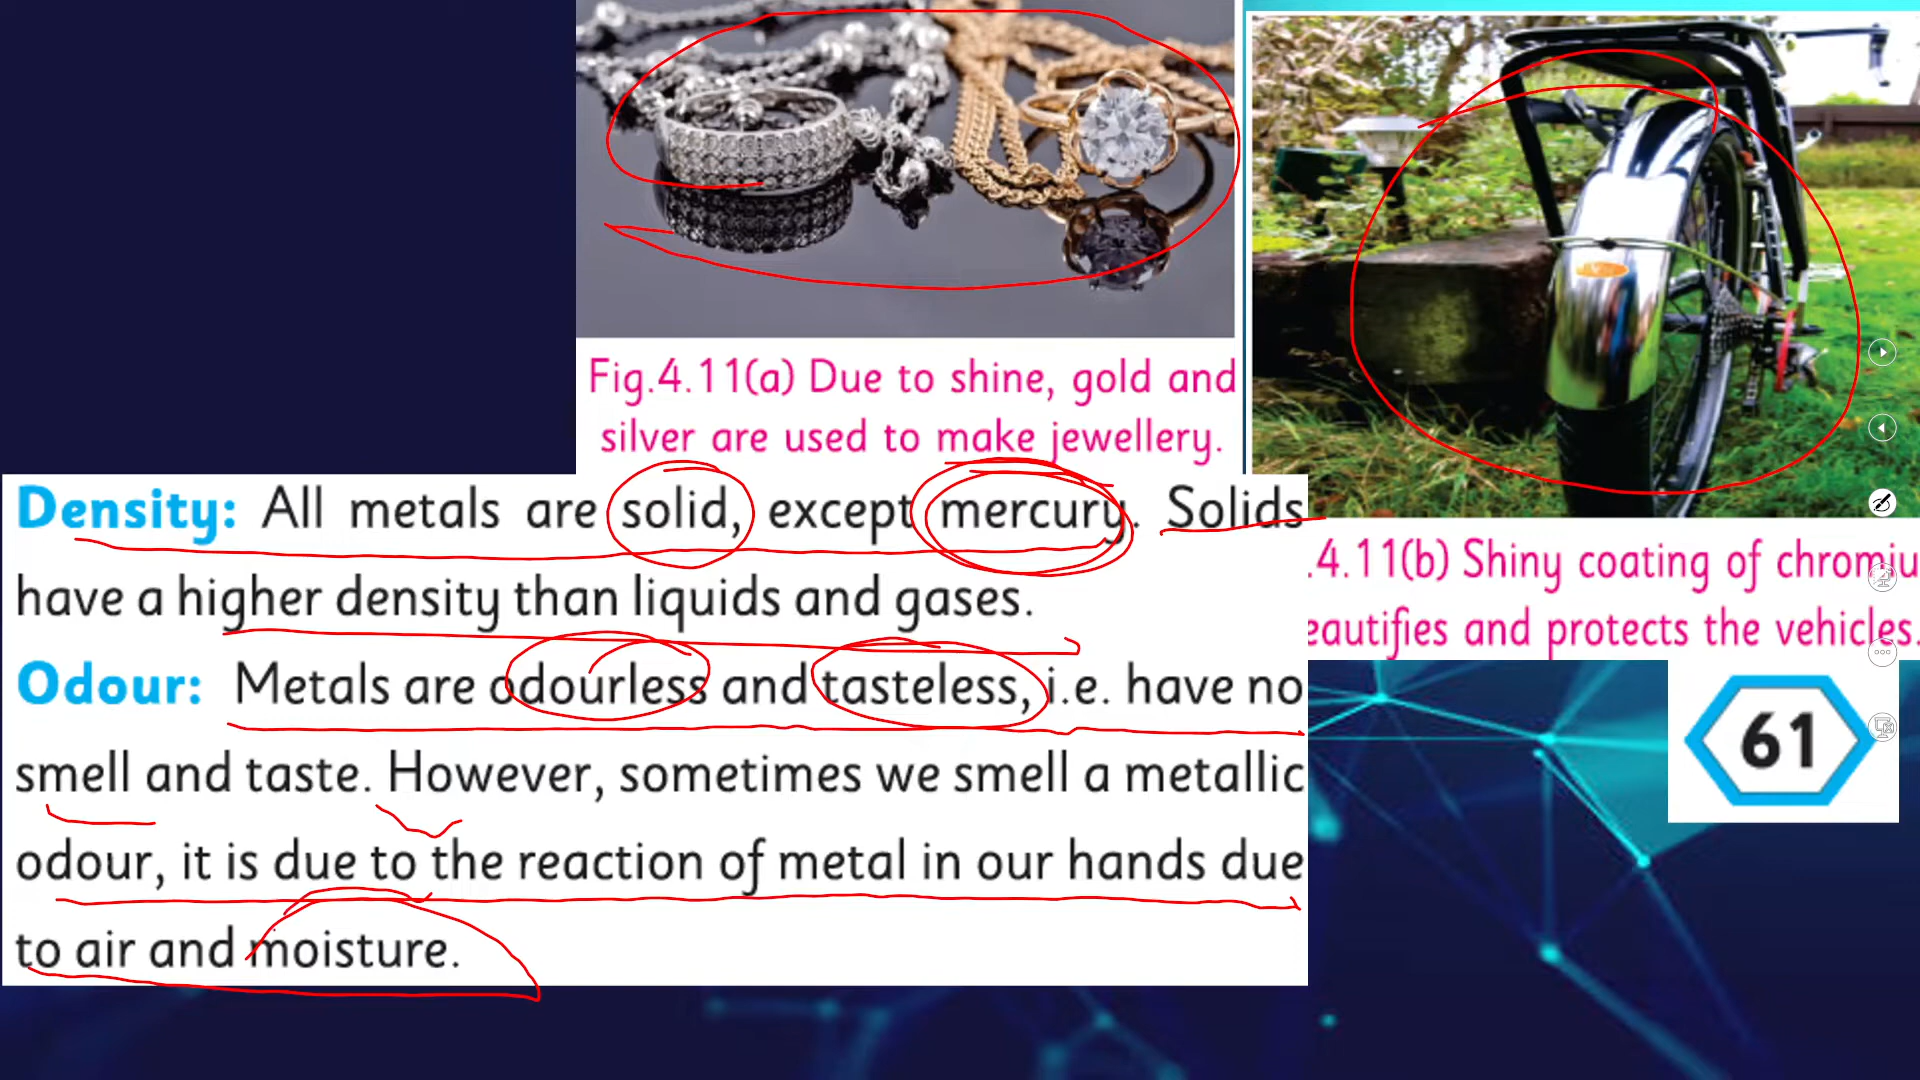 Fig.4.11(a) Due to shine, gold and
silver are used to make jewellery.
Density: All metals are solid, except mercury. Solids
have a higher density than liquids and gases.
Odour: Metals are odourless and tasteless, i.e. have no
smell and taste. However, sometimes we smell a metallic
odour, it is due to the reaction of metal in our hands due
to air and moisture.
.4.11(b) Shiny coating of chromiu
eautifies and protects the vehicles.
61